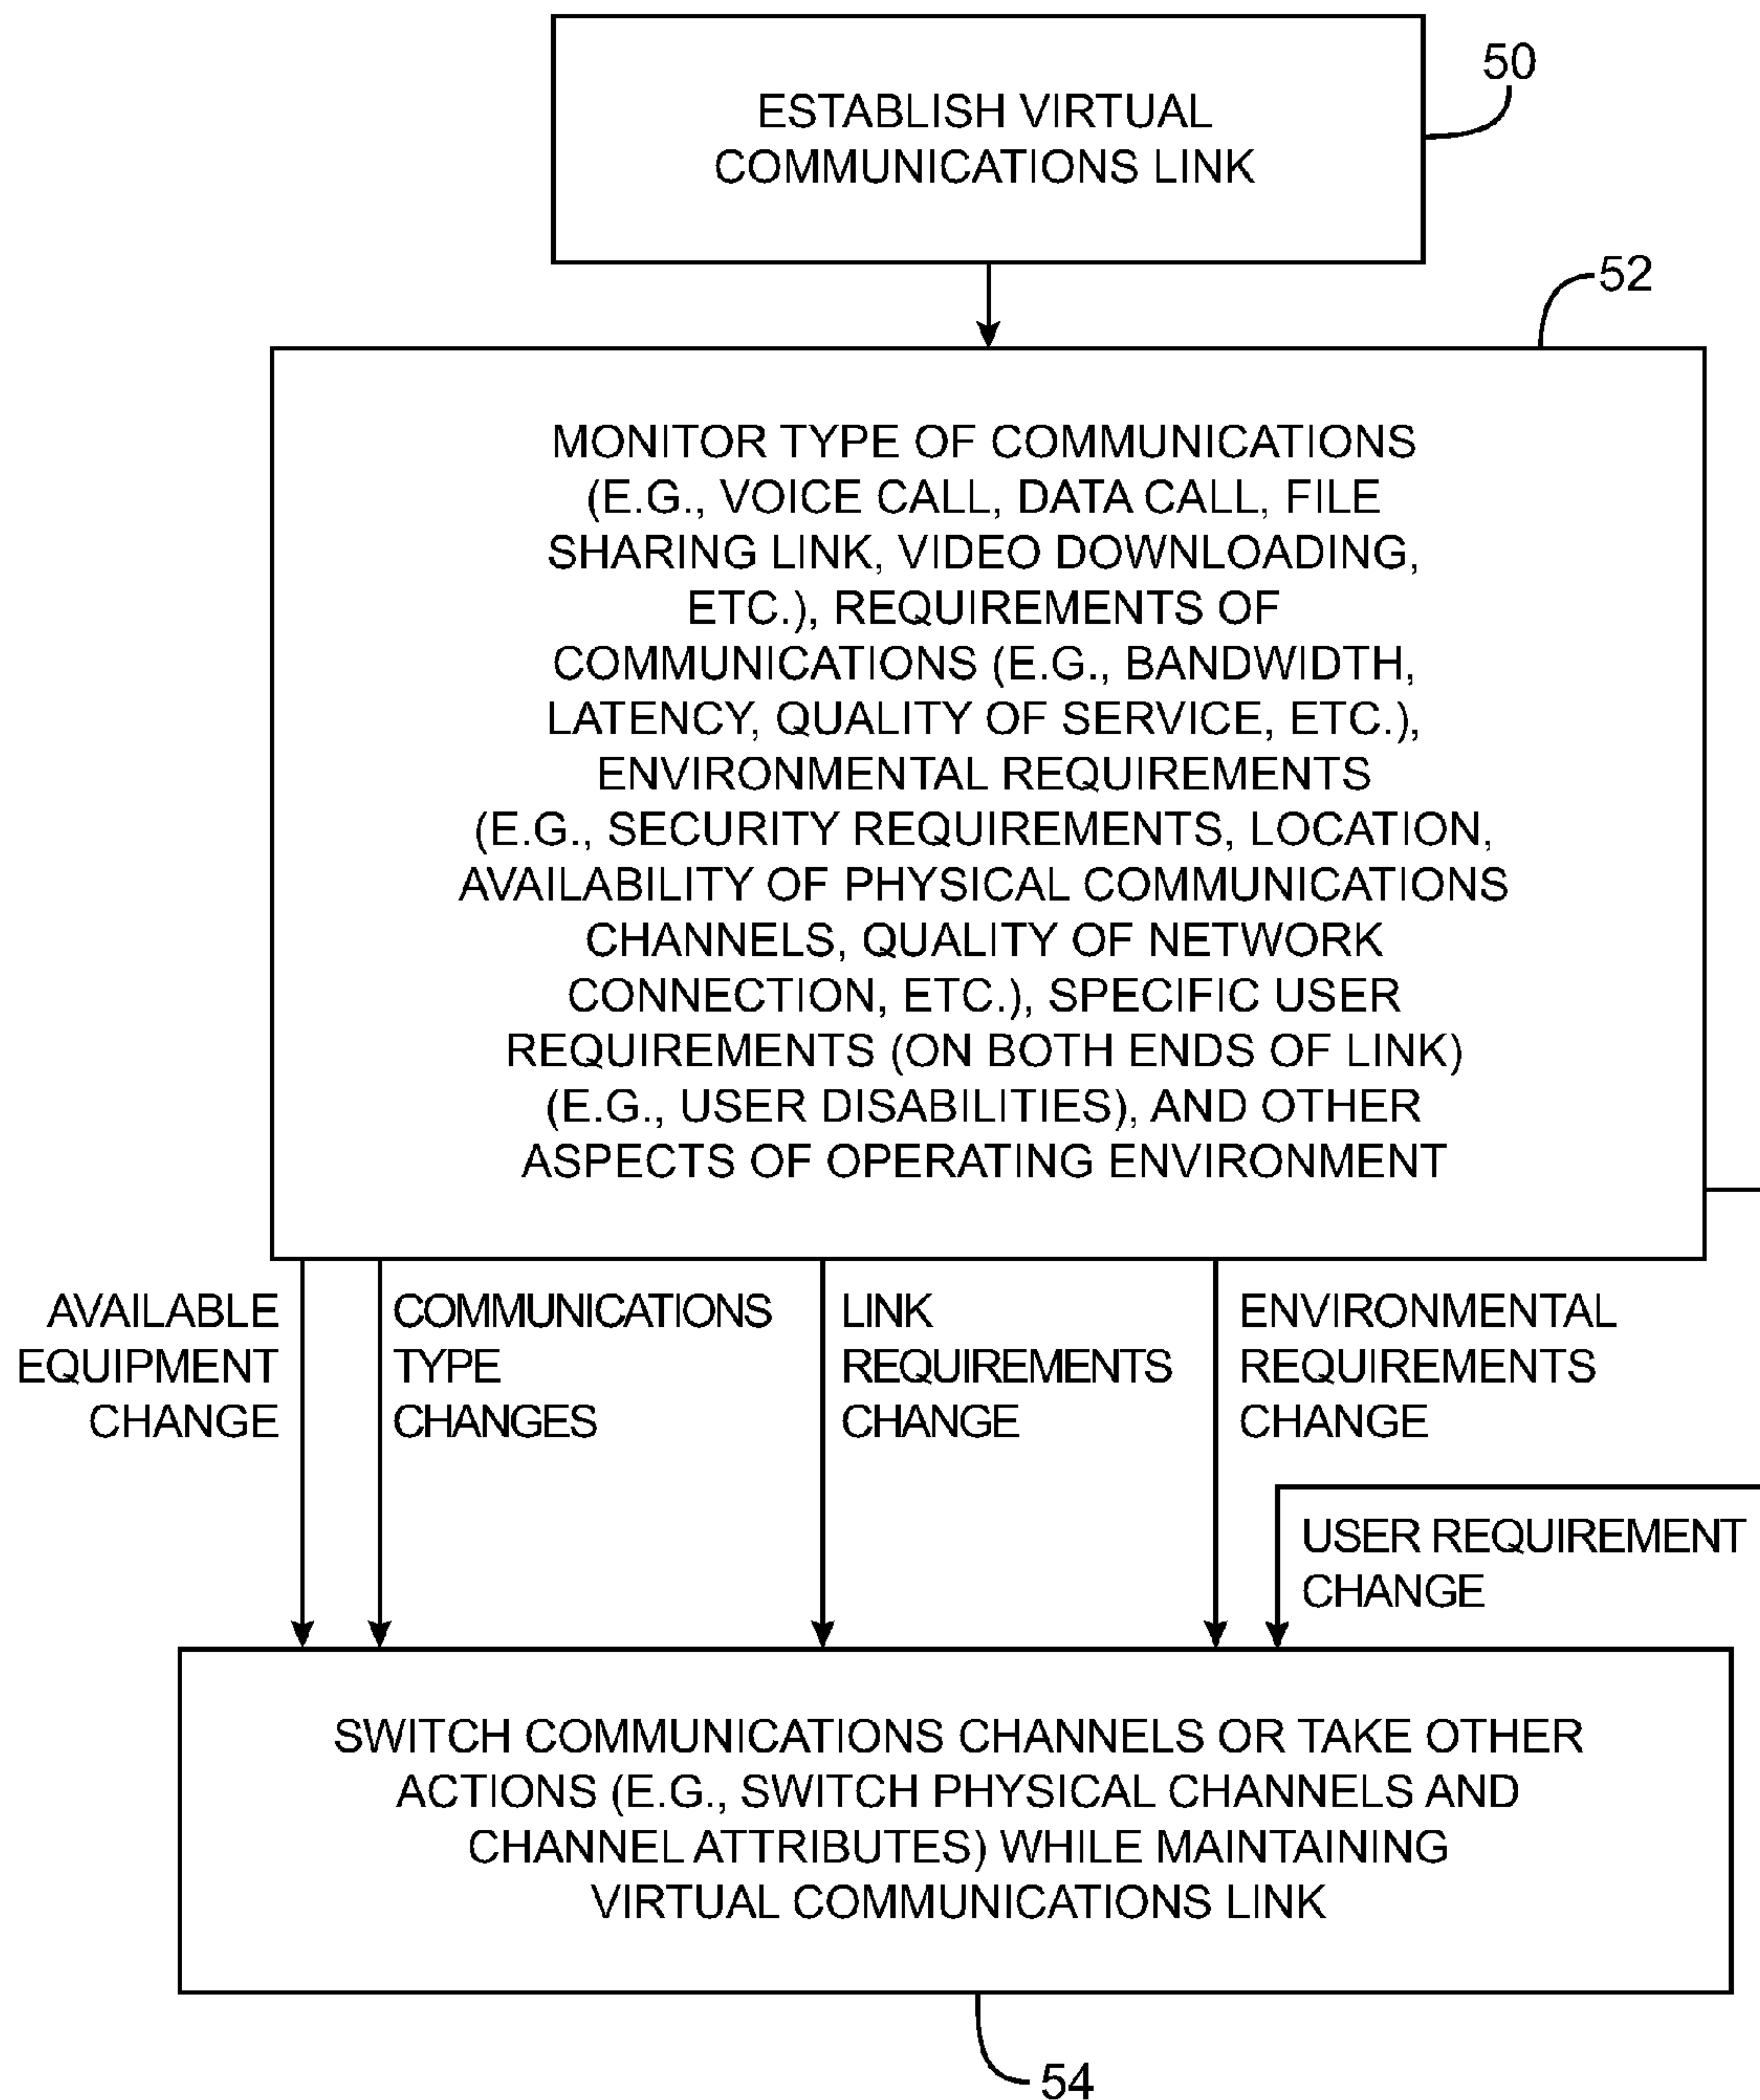 50
ESTABLISH VIRTUAL
COMMUNICATIONS LINK
52
MONITOR TYPE OF COMMUNICATIONS
(E.G., VOICE CALL, DATA CALL, FILE
SHARING LINK, VIDEO DOWNLOADING,
ETC.), REQUIREMENTS OF
COMMUNICATIONS (E.G., BANDWIDTH,
LATENCY, QUALITY OF SERVICE, ETC.),
ENVIRONMENTAL REQUIREMENTS
(E.G., SECURITY REQUIREMENTS, LOCATION,
AVAILABILITY OF PHYSICAL COMMUNICATIONS
CHANNELS, QUALITY OF NETWORK
CONNECTION, ETC.), SPECIFIC USER
REQUIREMENTS (ON BOTH ENDS OF LINK)
(E.G., USER DISABILITIES), AND OTHER
ASPECTS OF OPERATING ENVIRONMENT
AVAILABLE
EQUIPMENT
CHANGE
COMMUNICATIONS
TYPE
CHANGES
LINK
REQUIREMENTS
CHANGE
ENVIRONMENTAL
REQUIREMENTS
CHANGE
USER REQUIREMENT
CHANGE
SWITCH COMMUNICATIONS CHANNELS OR TAKE OTHER
ACTIONS (E.G., SWITCH PHYSICAL CHANNELS AND
CHANNEL ATTRIBUTES) WHILE MAINTAINING
VIRTUAL COMMUNICATIONS LINK
54